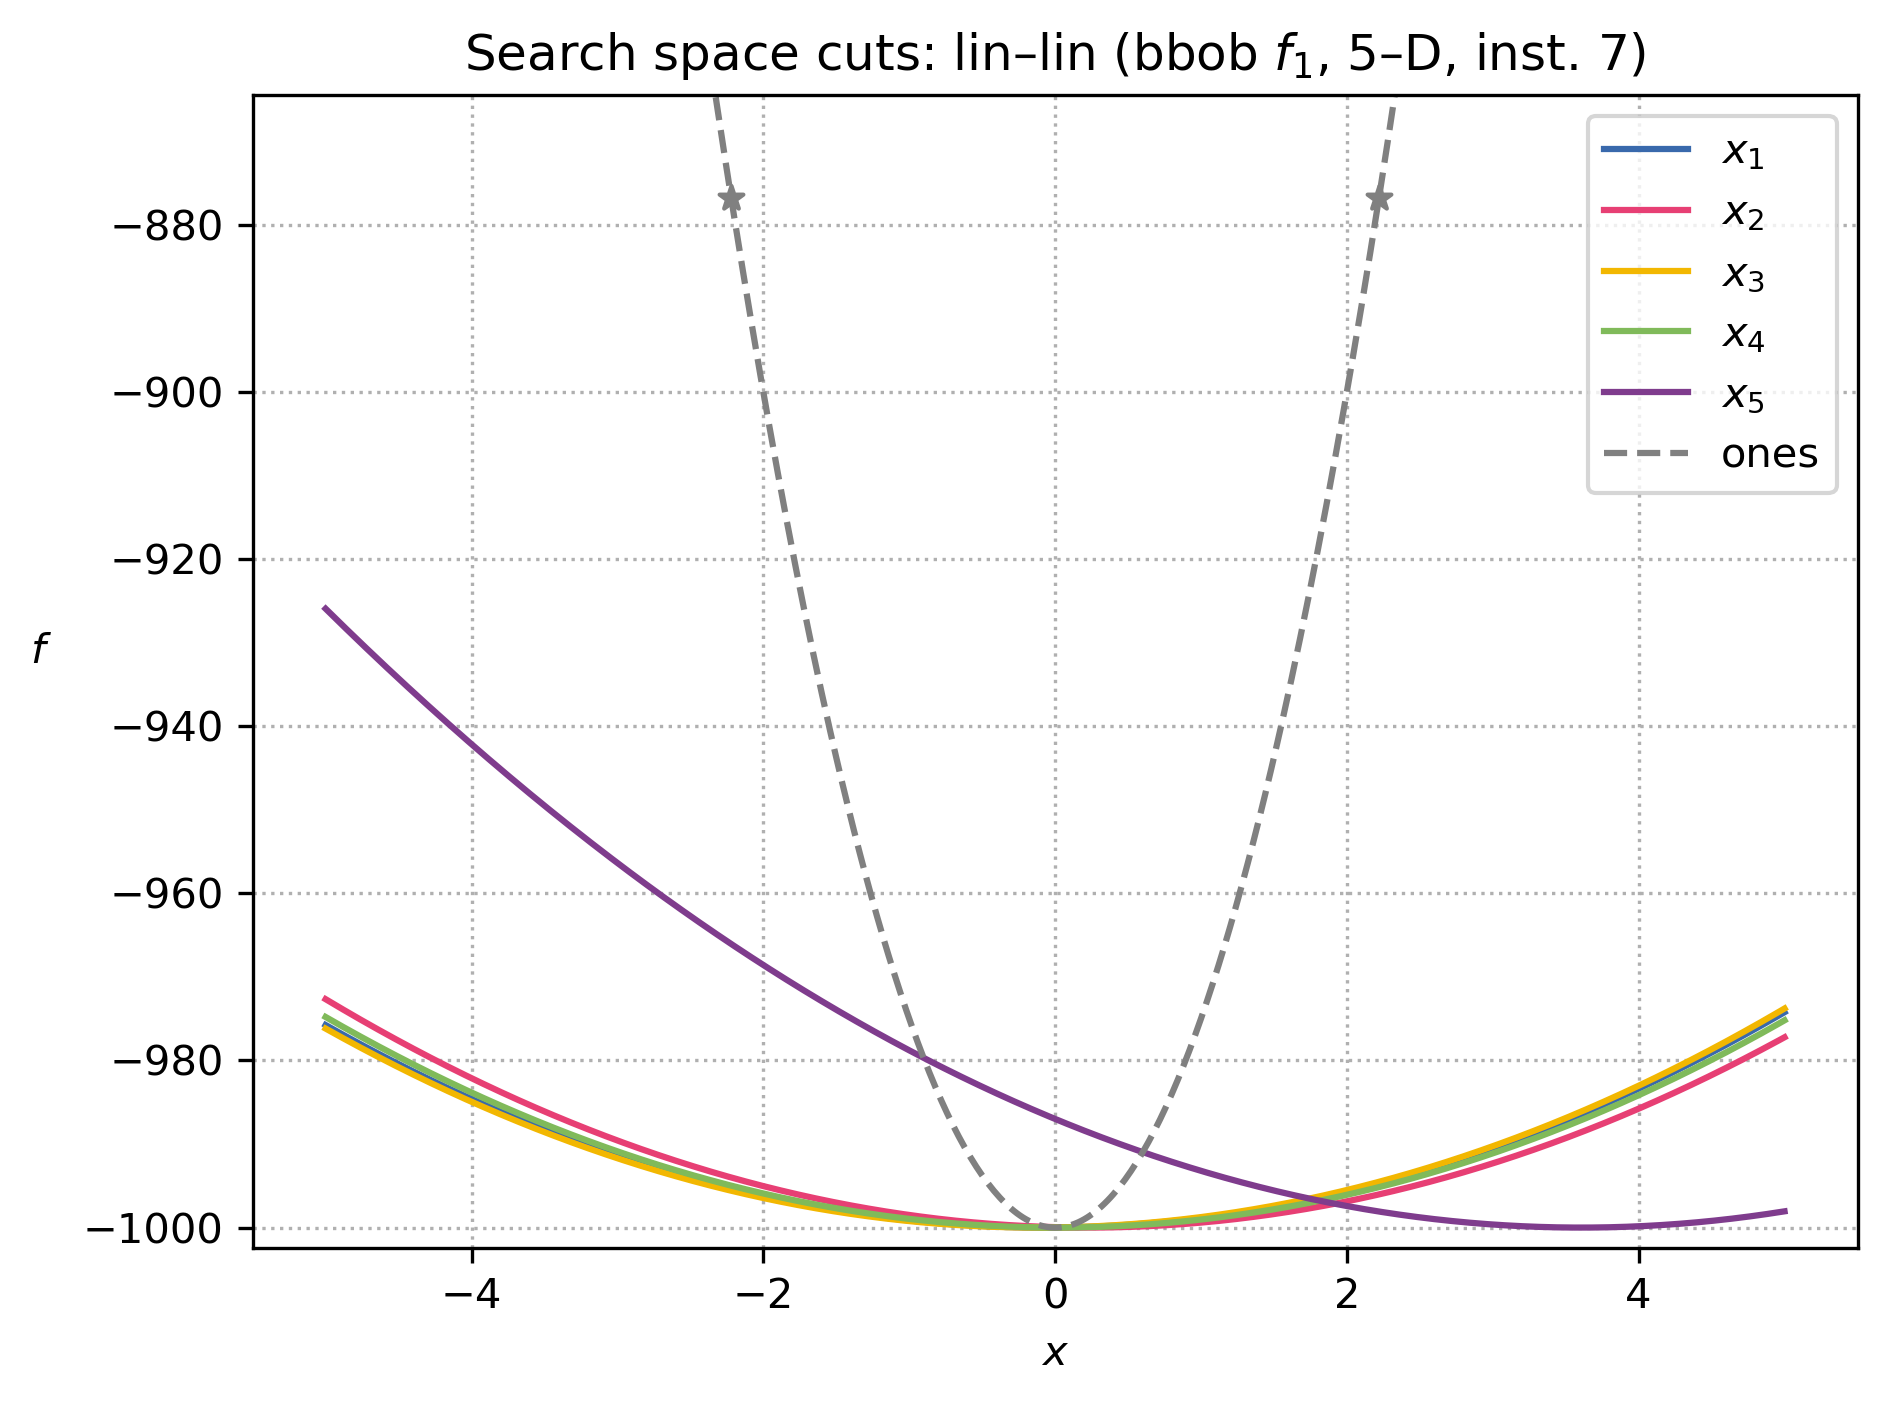 Search space cuts: lin–lin (bbob f₁, 5–D, inst. 7)
x₁
x₂
x₃
x₄
x₅
ones
−880
−900
−920
−940
−960
−980
−1000
f
−4 −2 0 2 4
x